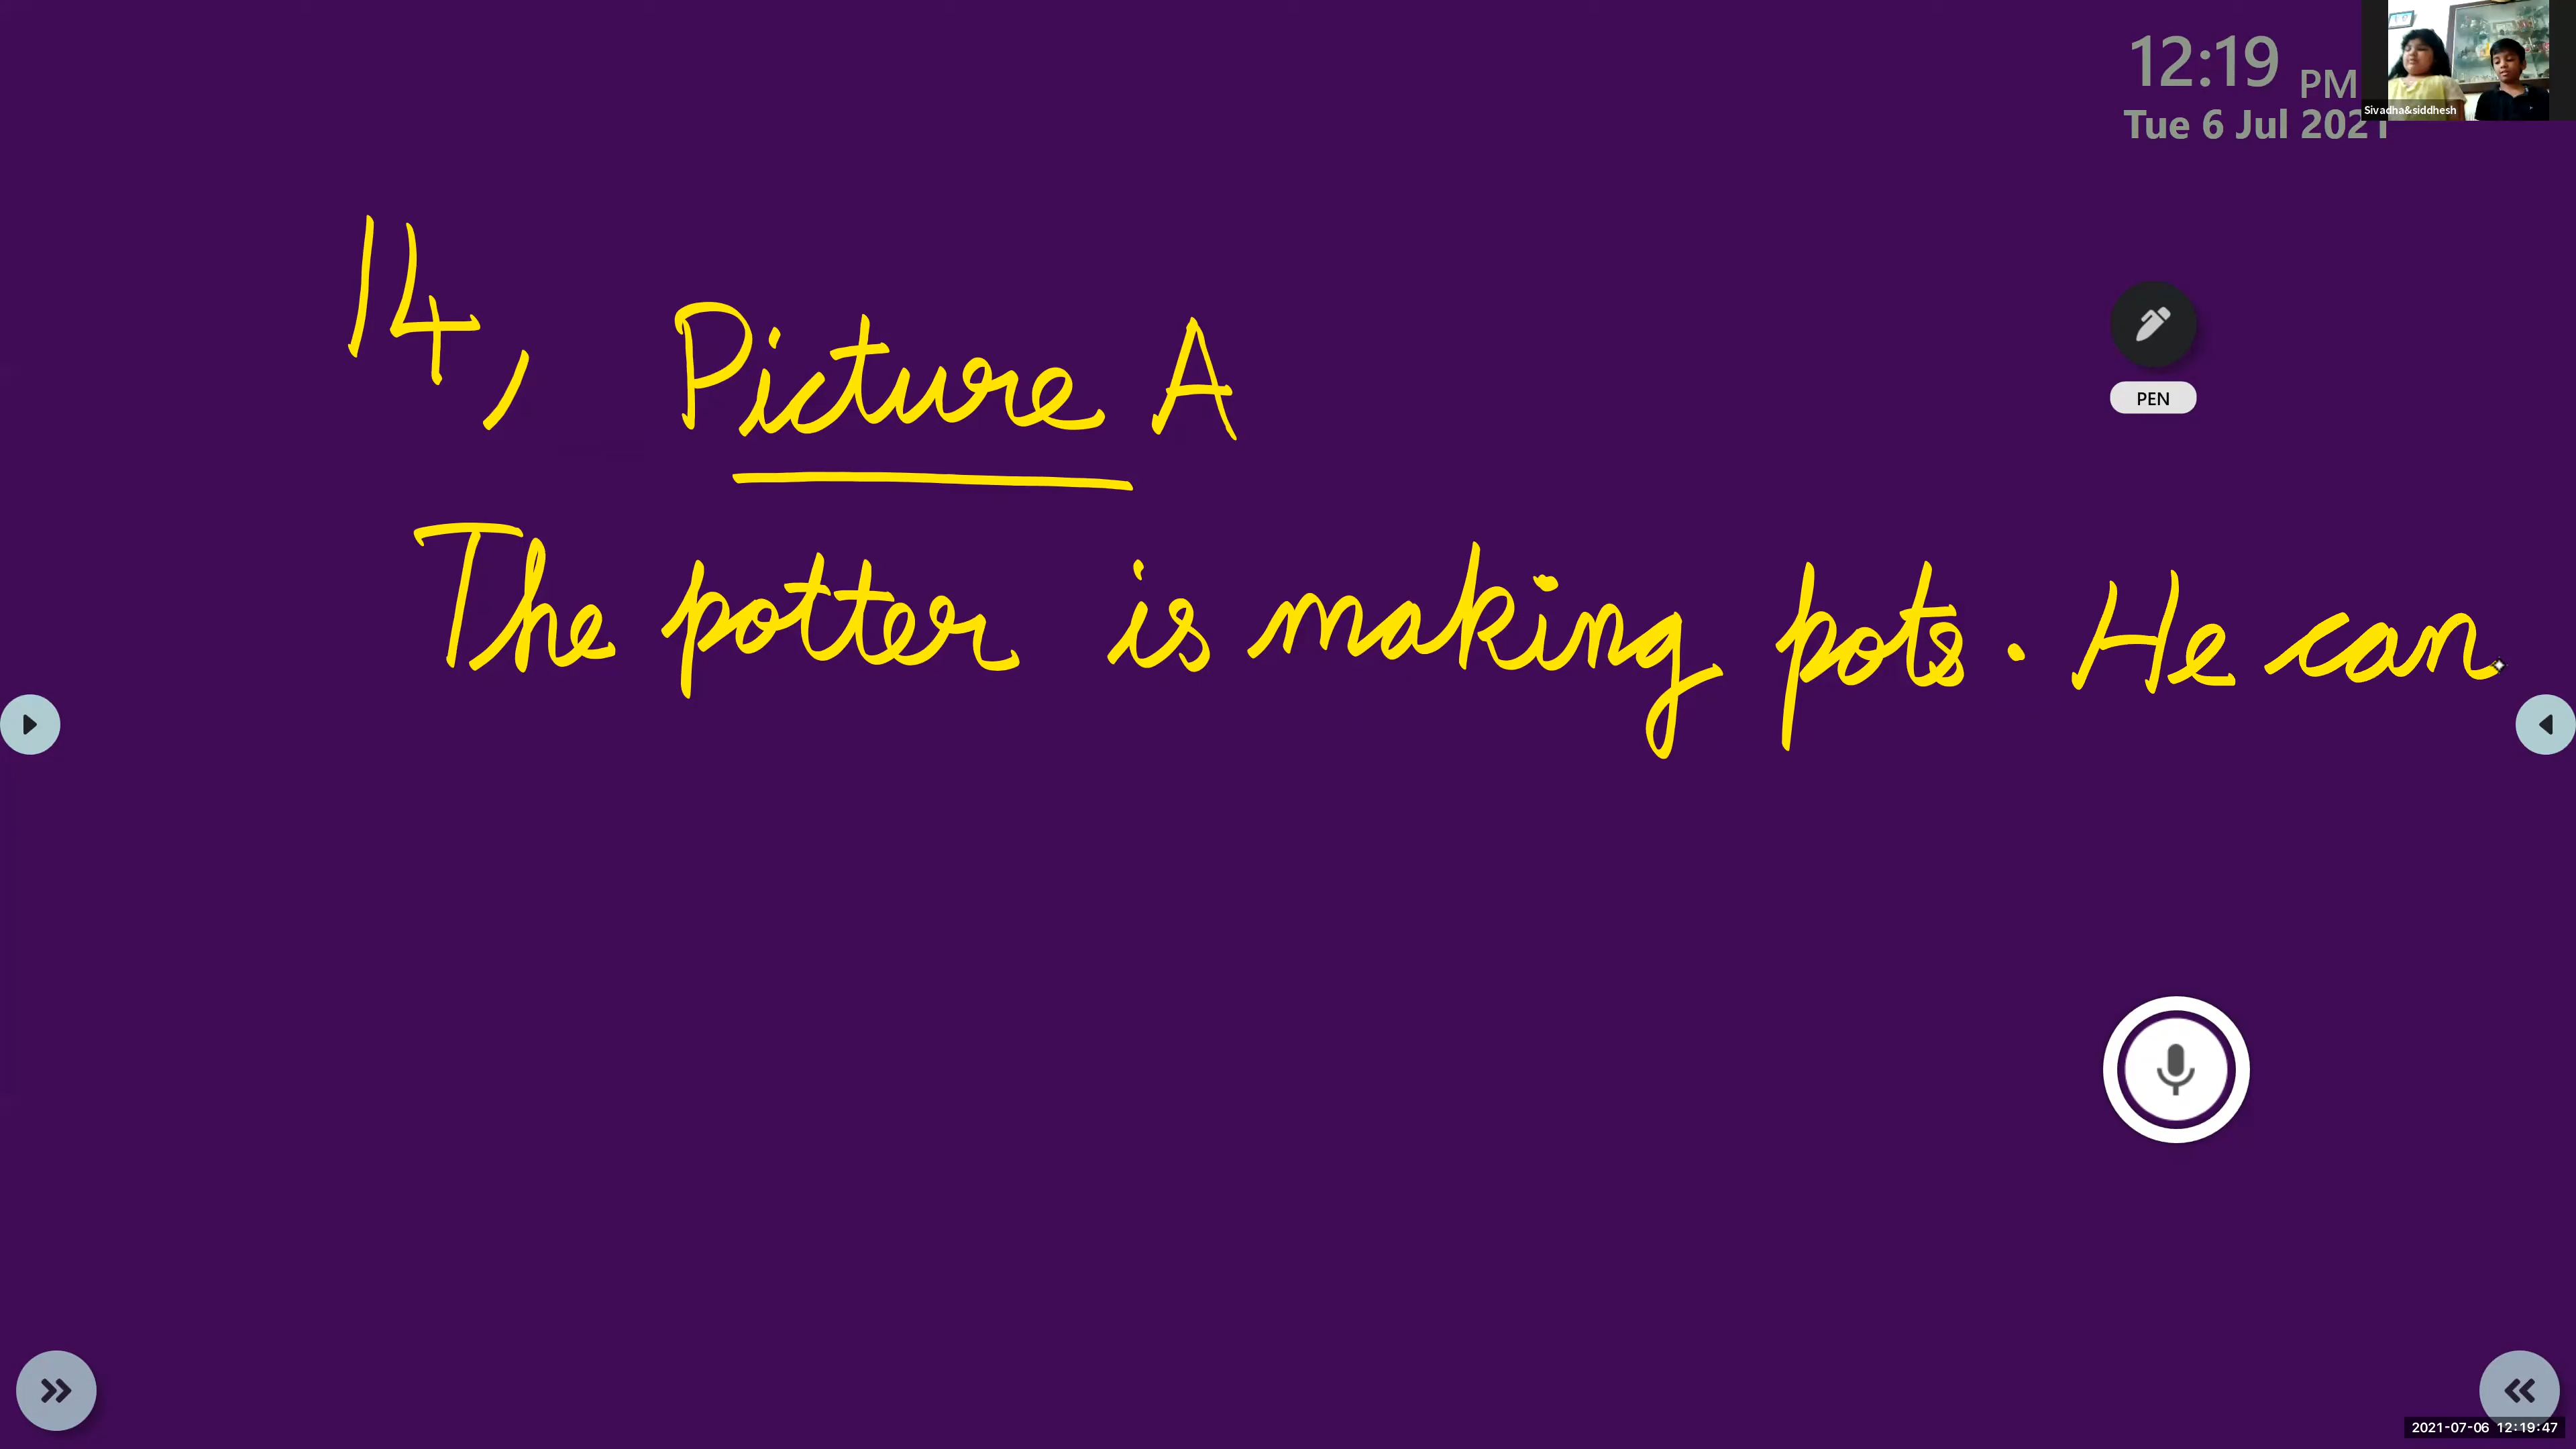 12:19 PM
Sivadha&siddhesh
Tue 6 Jul 2021
14, Picture A
PEN
The potter is making pots. He can
2021-07-06 12:19:47